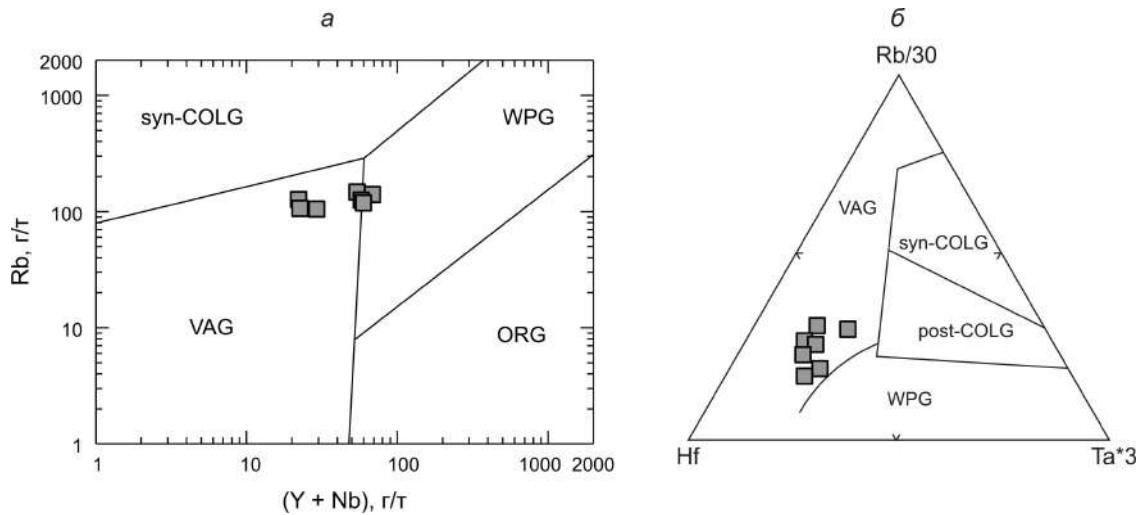 а
2000
1000
100
10
1
Rb, г/т
syn-COLG
WPG
VAG
ORG
1 10 100 1000 2000
(Y + Nb), г/т
б
Rb/30
VAG
syn-COLG
post-COLG
WPG
Hf Ta*3